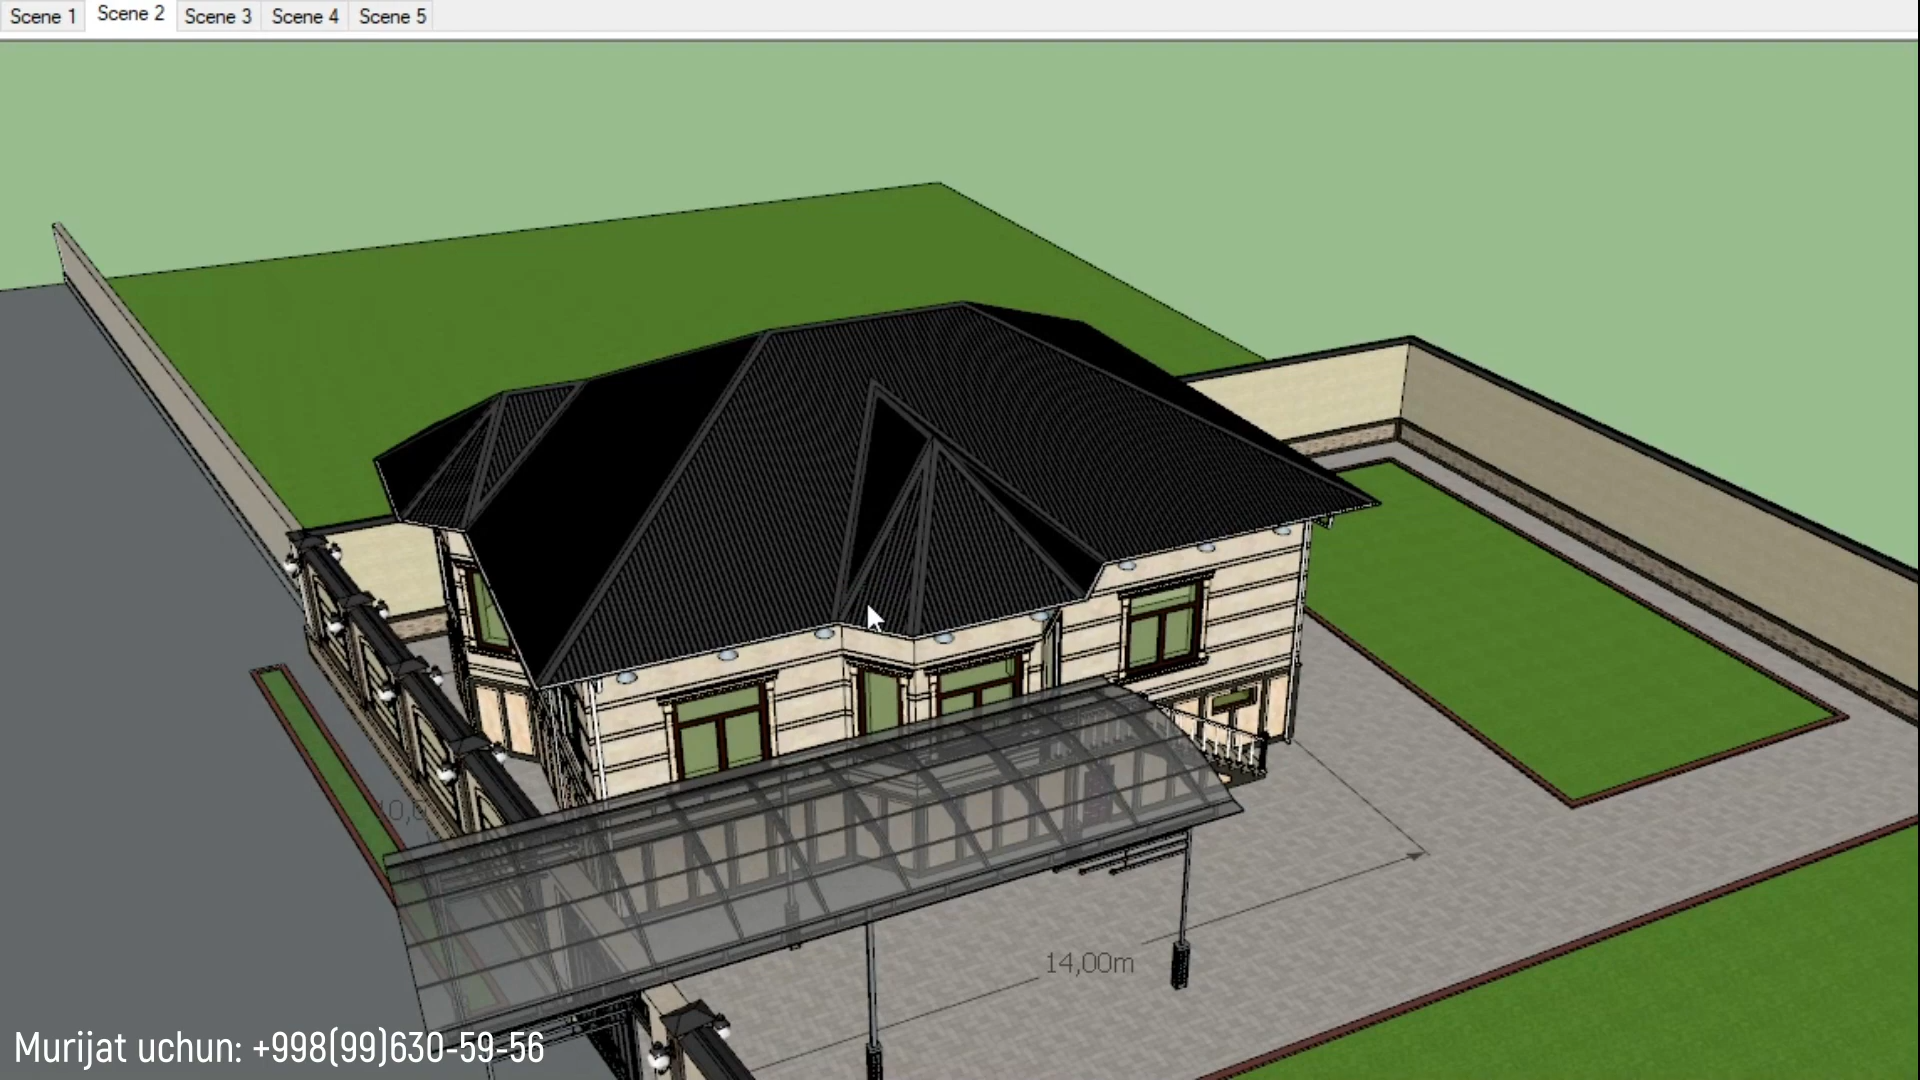 Scene 1
Scene 2
Scene 3
Scene 4
Scene 5
14,00m
Murijat uchun: +998(99)630-59-56